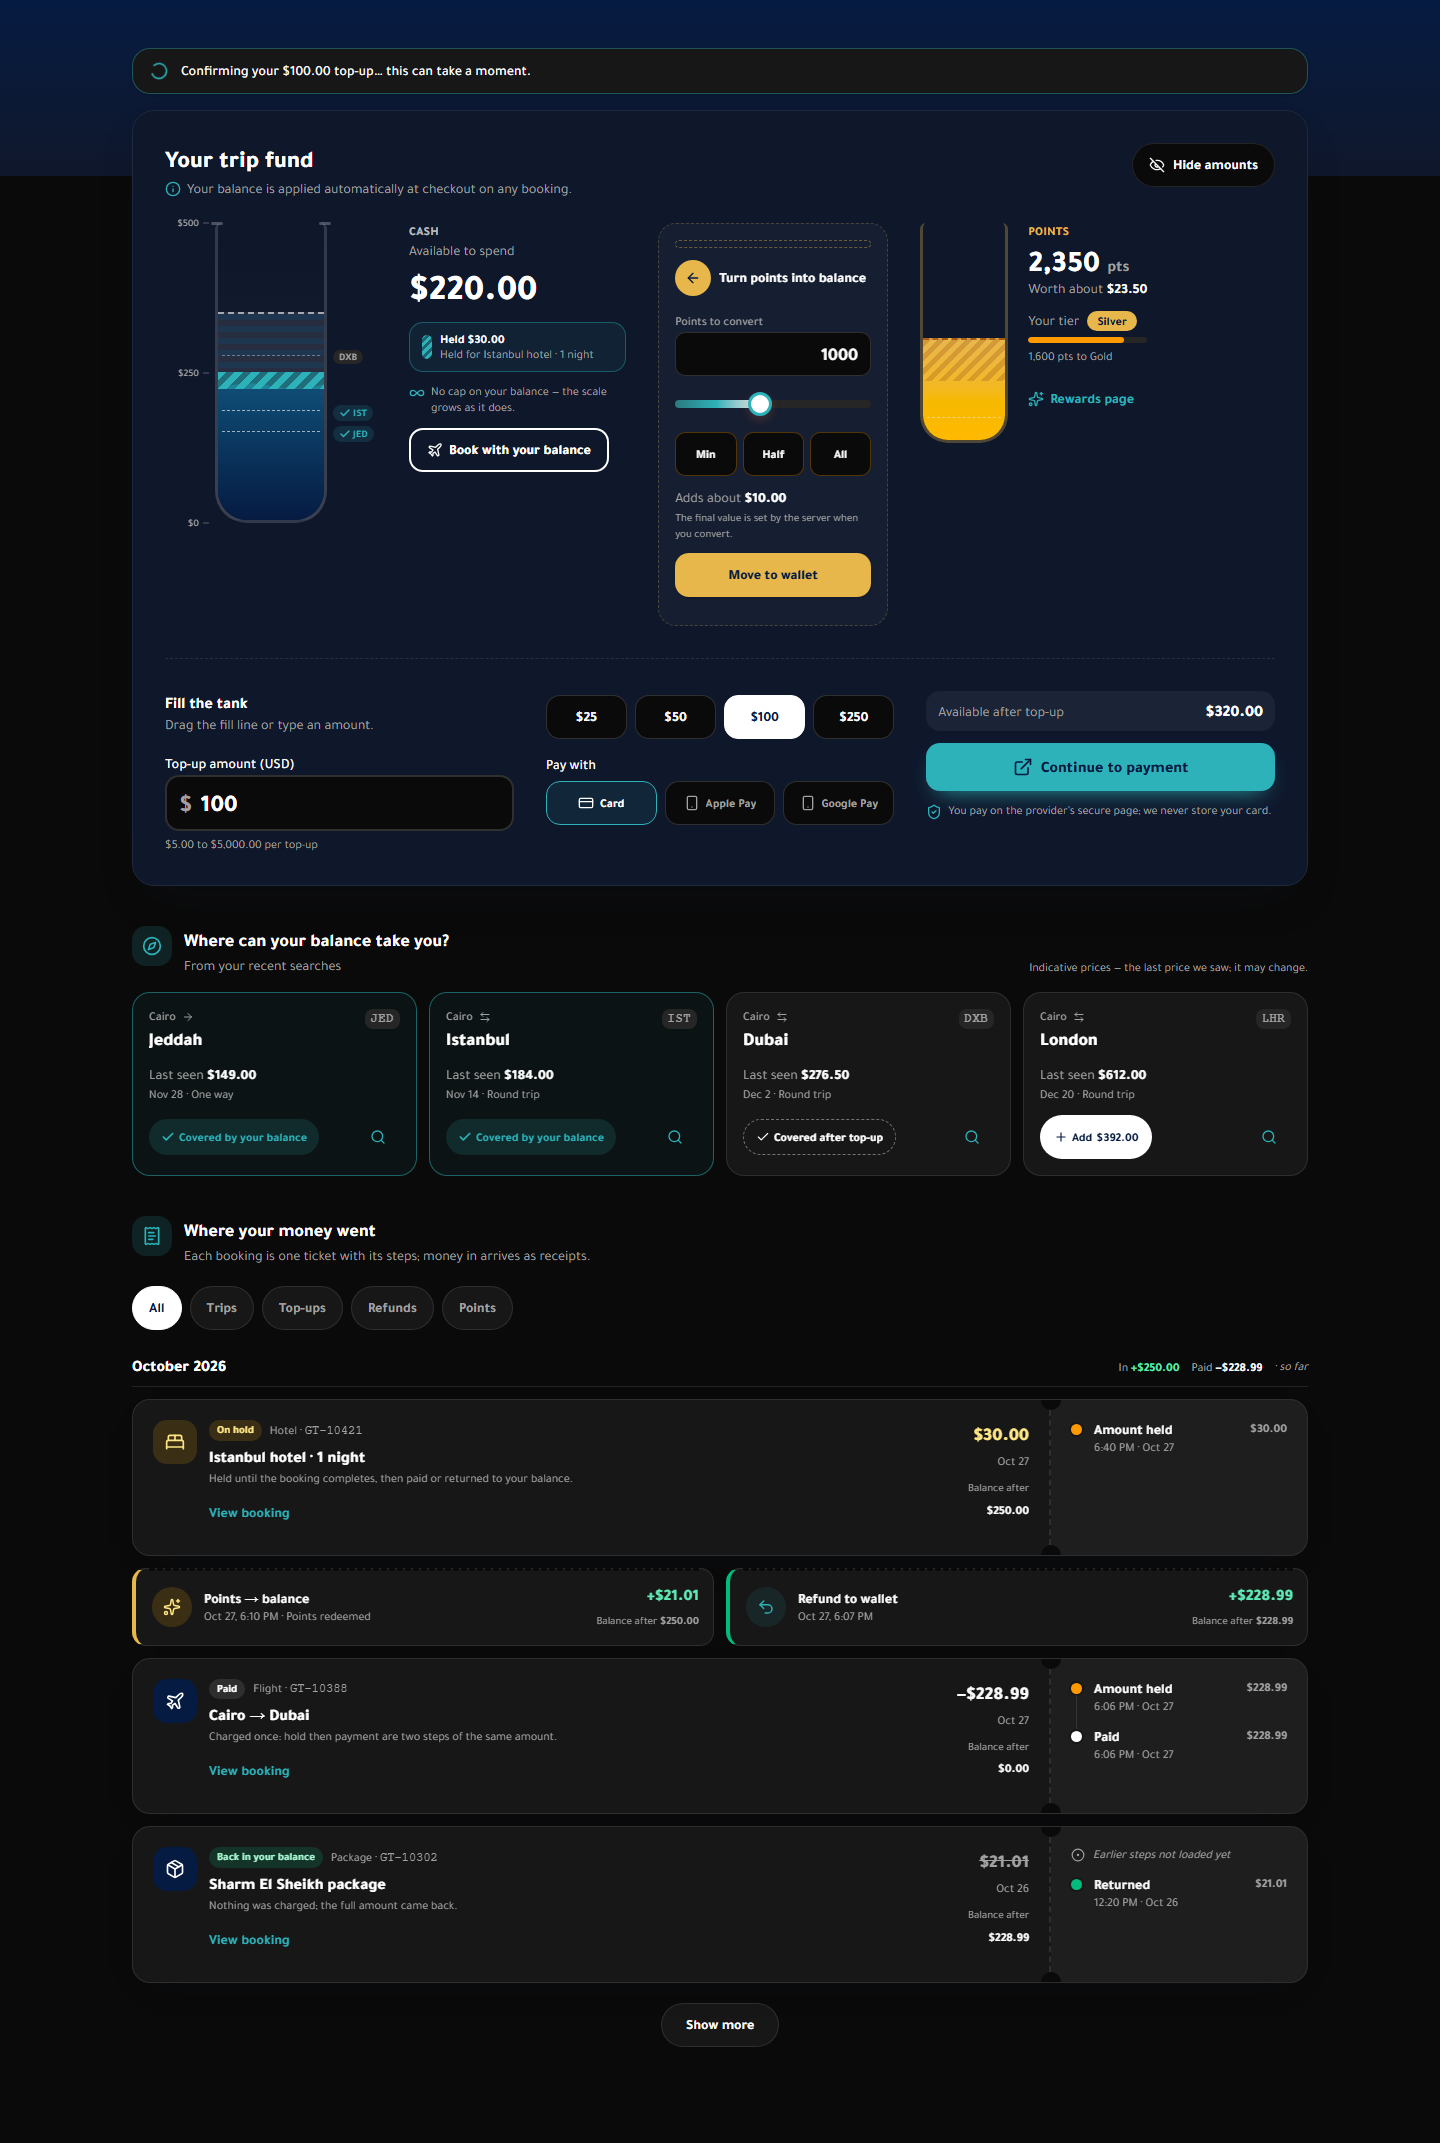 Confirming your $100.00 top-up... this can take a moment.
Your trip fund
Your balance is applied automatically at checkout on any booking.
Hide amounts
$500
$250
$0
DXB
IST
JED
CASH
Available to spend
$220.00
Held $30.00
Held for Istanbul hotel · 1 night
No cap on your balance — the scale
grows as it does.
Book with your balance
Turn points into balance
Points to convert
1000
Min
Half
All
Adds about $10.00
The final value is set by the server when
you convert.
Move to wallet
POINTS
2,350 pts
Worth about $23.50
Your tier Silver
1,600 pts to Gold
Rewards page
Fill the tank
Drag the fill line or type an amount.
Top-up amount (USD)
$ 100
$5.00 to $5,000.00 per top-up
$25
$50
$100
$250
Pay with
Card
Apple Pay
Google Pay
Available after top-up $320.00
Continue to payment
You pay on the provider's secure page; we never store your card.
Where can your balance take you?
From your recent searches
Indicative prices — the last price we saw; it may change.
Cairo → JED
Jeddah
Last seen $149.00
Nov 28 · One way
Covered by your balance
Cairo ⇆ IST
Istanbul
Last seen $184.00
Nov 14 · Round trip
Covered by your balance
Cairo ⇆ DXB
Dubai
Last seen $276.50
Dec 2 · Round trip
Covered after top-up
Cairo ⇆ LHR
London
Last seen $612.00
Dec 20 · Round trip
+ Add $392.00
Where your money went
Each booking is one ticket with its steps; money in arrives as receipts.
All
Trips
Top-ups
Refunds
Points
October 2026
In +$250.00 Paid −$228.99 · so far
On hold Hotel · GT-10421
Istanbul hotel · 1 night
Held until the booking completes, then paid or returned to your balance.
View booking
$30.00
Oct 27
Balance after
$250.00
Amount held $30.00
6:40 PM · Oct 27
Points → balance
Oct 27, 6:10 PM · Points redeemed
+$21.01
Balance after $250.00
Refund to wallet
Oct 27, 6:07 PM
+$228.99
Balance after $228.99
Paid Flight · GT-10388
Cairo → Dubai
Charged once: hold then payment are two steps of the same amount.
View booking
−$228.99
Oct 27
Balance after
$0.00
Amount held $228.99
6:06 PM · Oct 27
Paid $228.99
6:06 PM · Oct 27
Back in your balance Package · GT-10302
Sharm El Sheikh package
Nothing was charged; the full amount came back.
View booking
$21.01
Oct 26
Balance after
$228.99
Earlier steps not loaded yet
Returned $21.01
12:20 PM · Oct 26
Show more